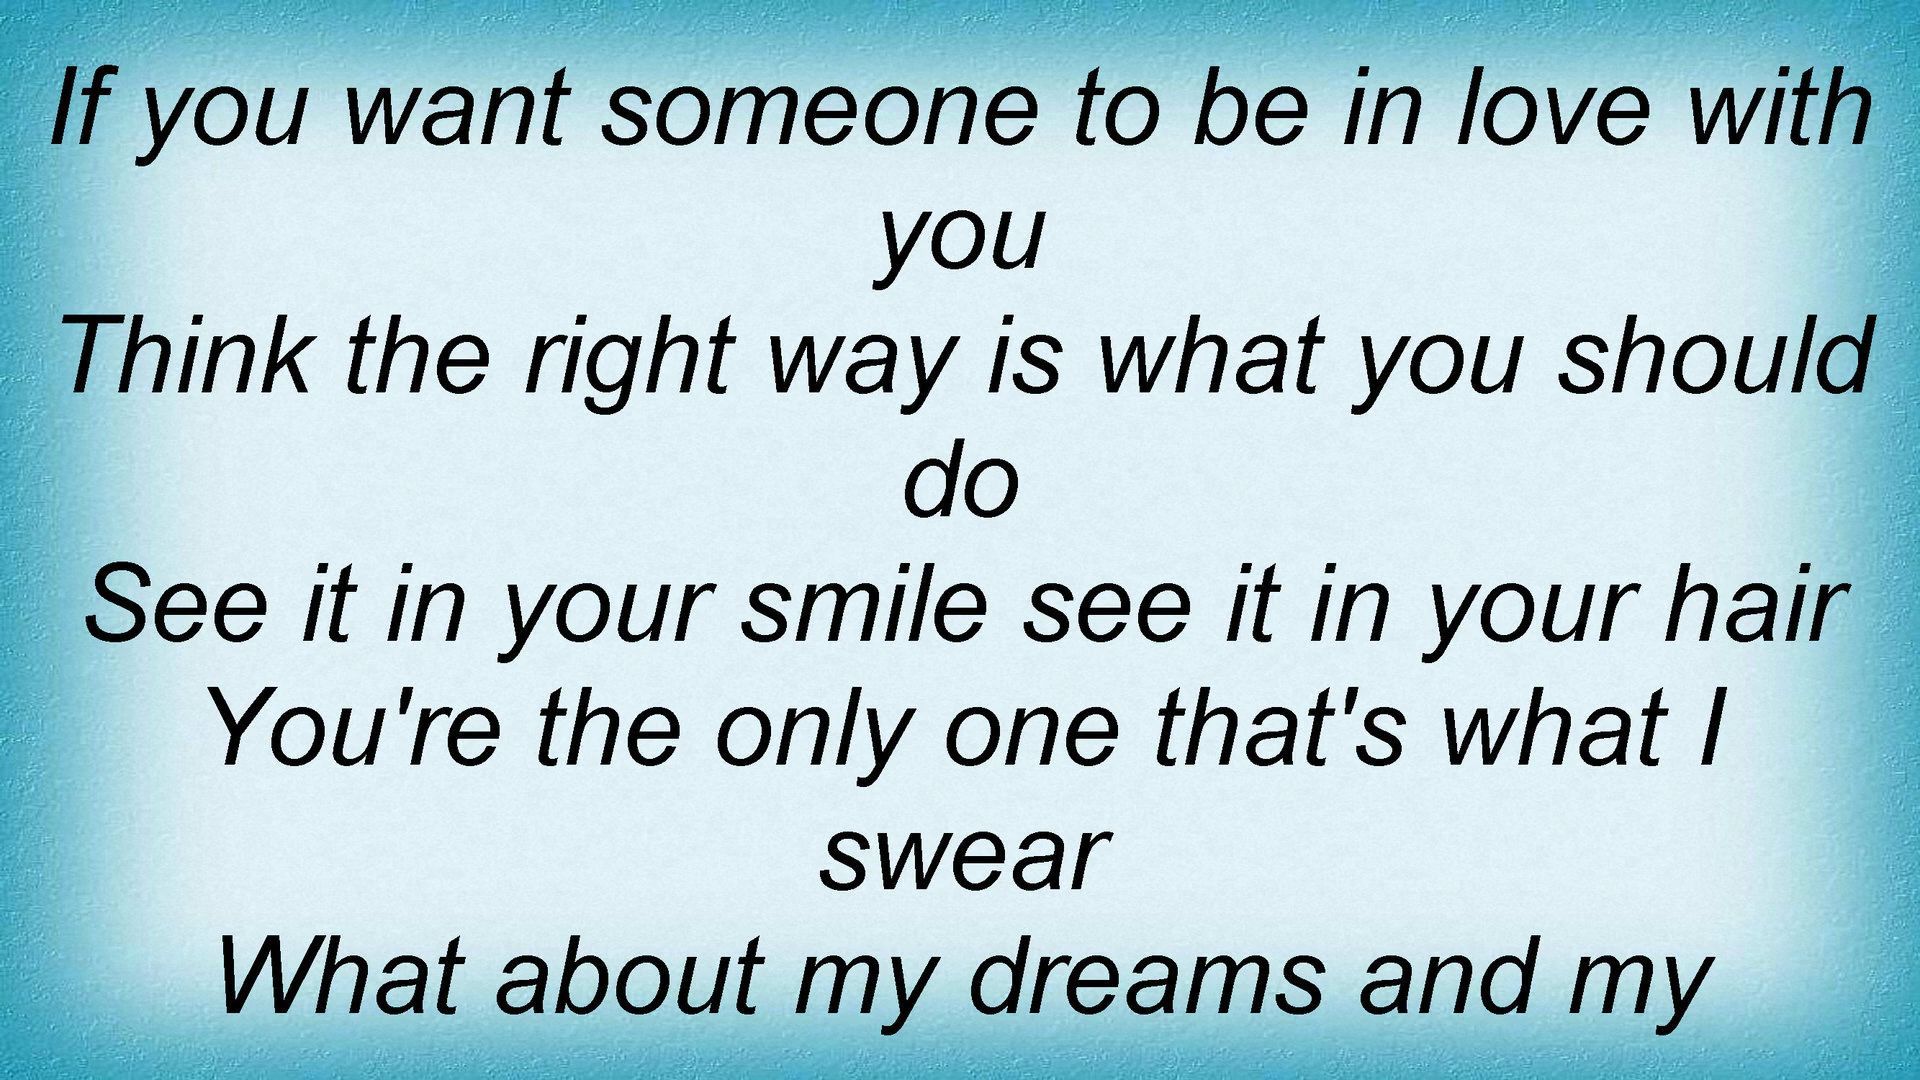 If you want someone to be in love with
you
Think the right way is what you should
do
See it in your smile see it in your hair
You're the only one that's what I
swear
What about my dreams and my